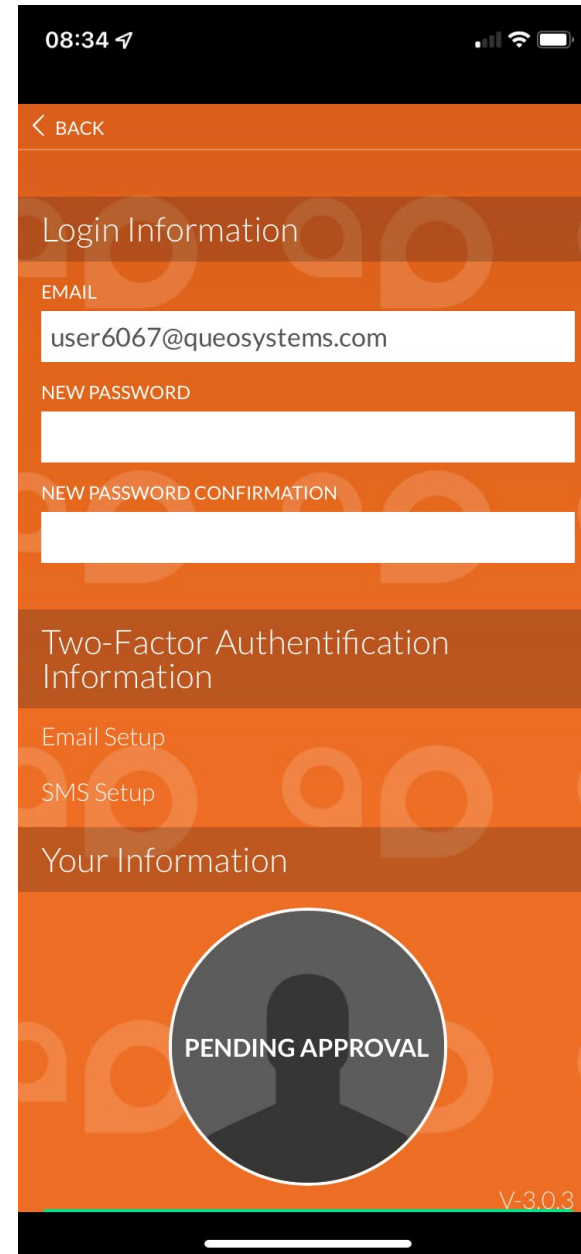 08:34
BACK
Login Information
EMAIL
user6067@queosystems.com
NEW PASSWORD
NEW PASSWORD CONFIRMATION
Two-Factor Authentification
Information
Email Setup
SMS Setup
Your Information
PENDING APPROVAL
V-3.0.3